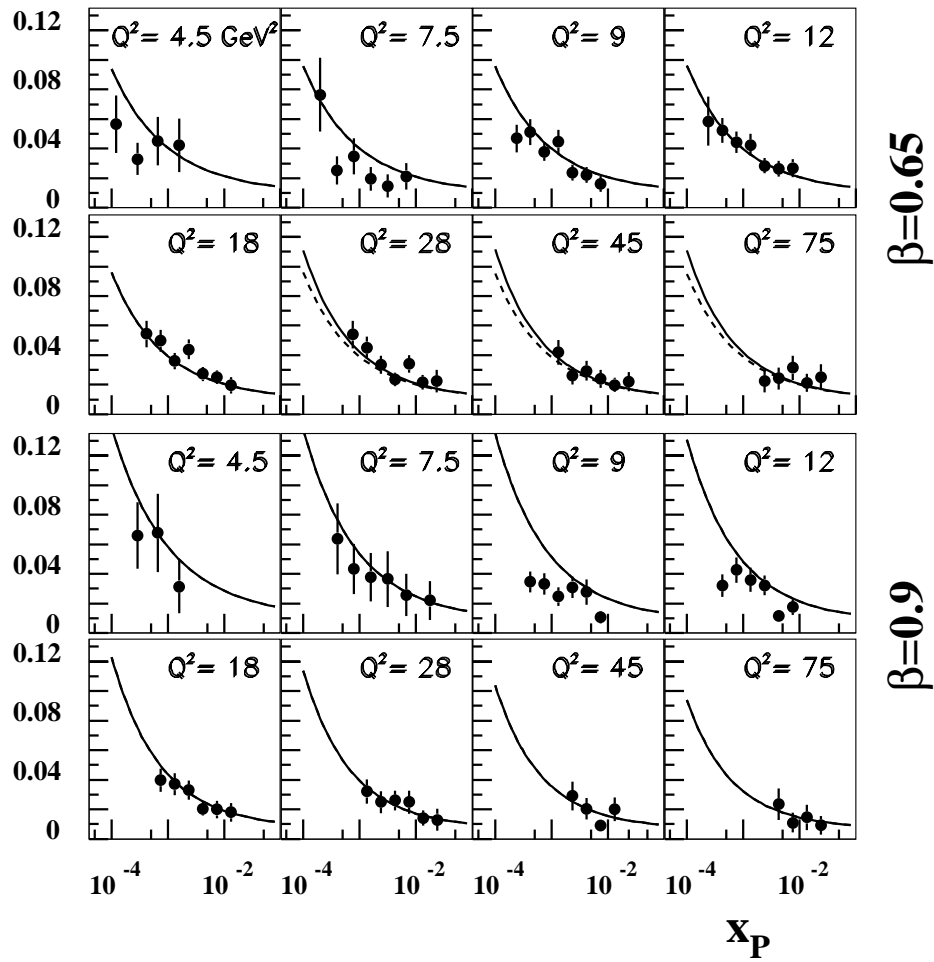 0.12
Q²= 4.5 GeV²
Q²= 7.5
Q²= 9
Q²= 12
0.08
0.04
0
β=0.65
0.12
Q²= 18
Q²= 28
Q²= 45
Q²= 75
0.08
0.04
0
0.12
Q²= 4.5
Q²= 7.5
Q²= 9
Q²= 12
0.08
0.04
0
β=0.9
0.12
Q²= 18
Q²= 28
Q²= 45
Q²= 75
0.08
0.04
0
10⁻⁴ 10⁻² 10⁻⁴ 10⁻² 10⁻⁴ 10⁻² 10⁻⁴ 10⁻²
x_P